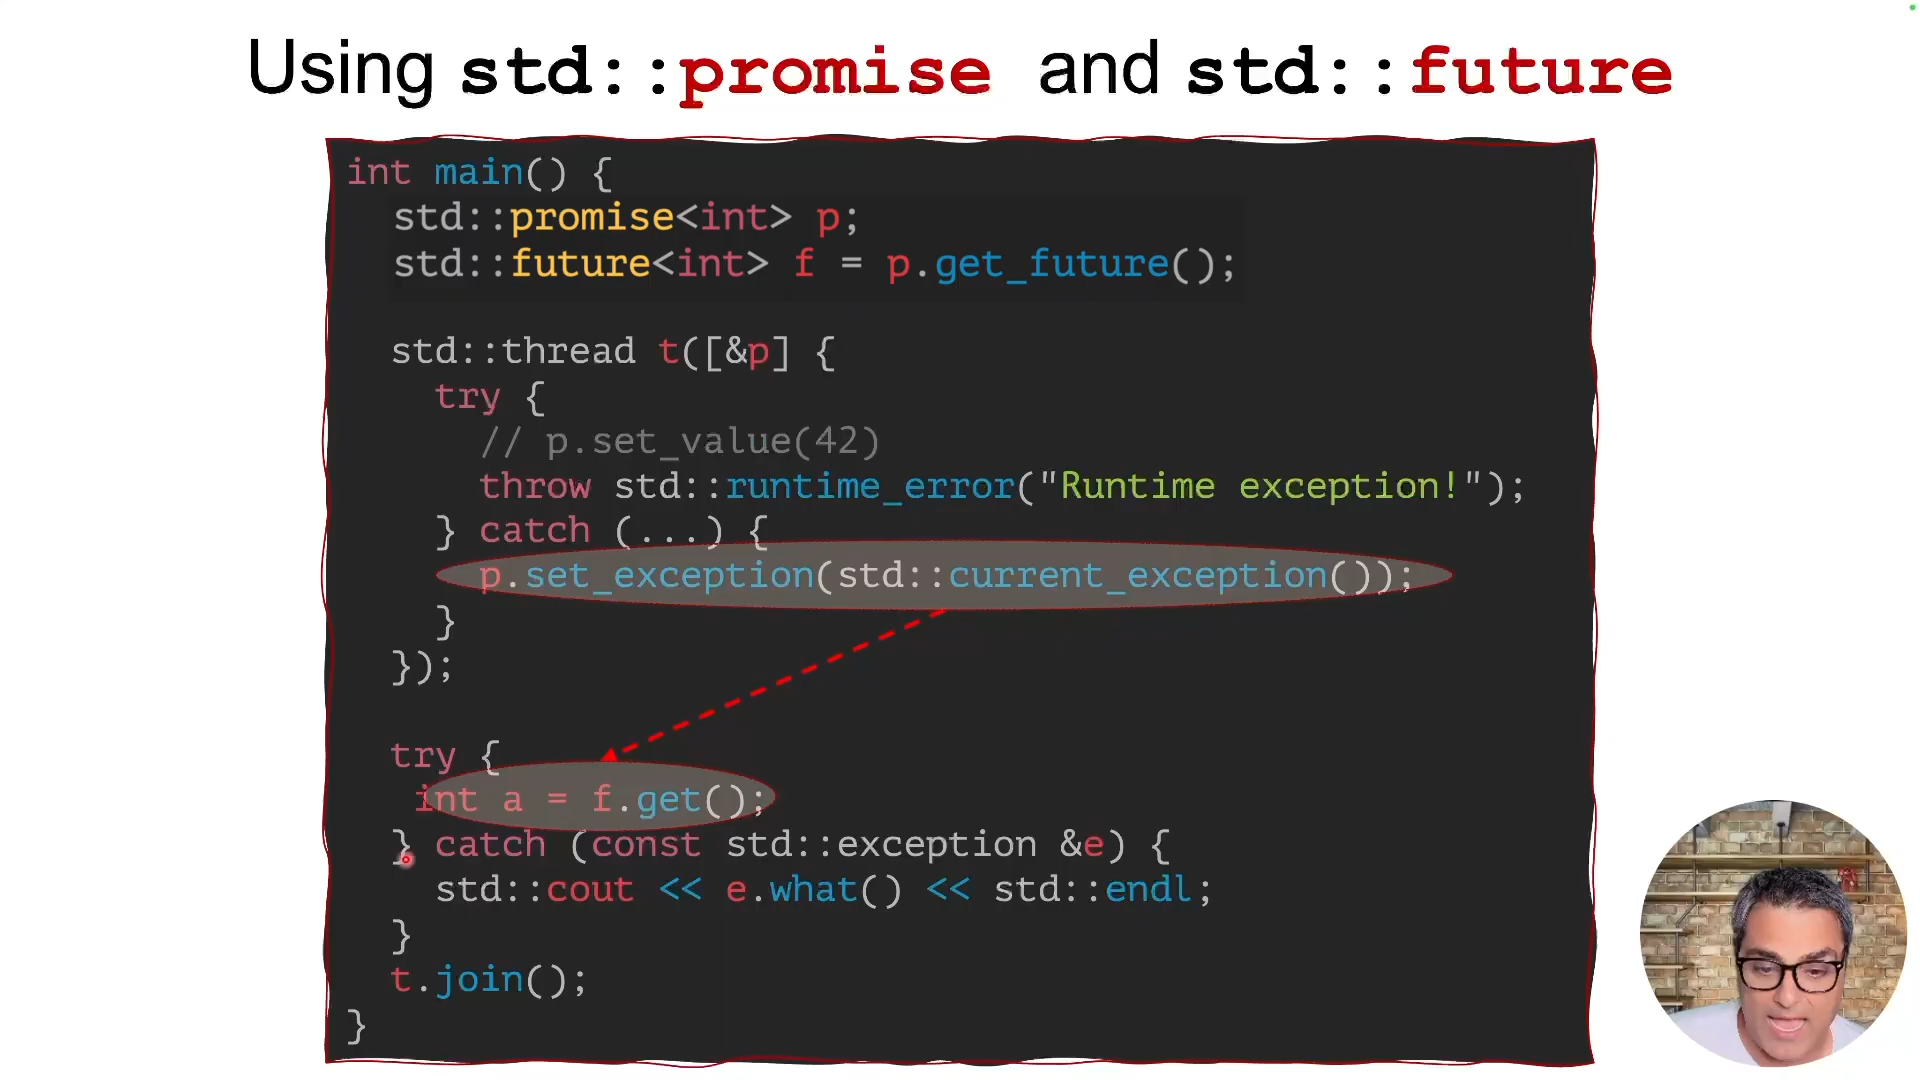 Using std::promise and std::future
int main() {
std::promise<int> p;
std::future<int> f = p.get_future();
std::thread t([&p] {
try {
// p.set_value(42)
throw std::runtime_error("Runtime exception!");
} catch (...) {
p.set_exception(std::current_exception());
}
});
try {
int a = f.get();
} catch (const std::exception &e) {
std::cout << e.what() << std::endl;
}
t.join();
}